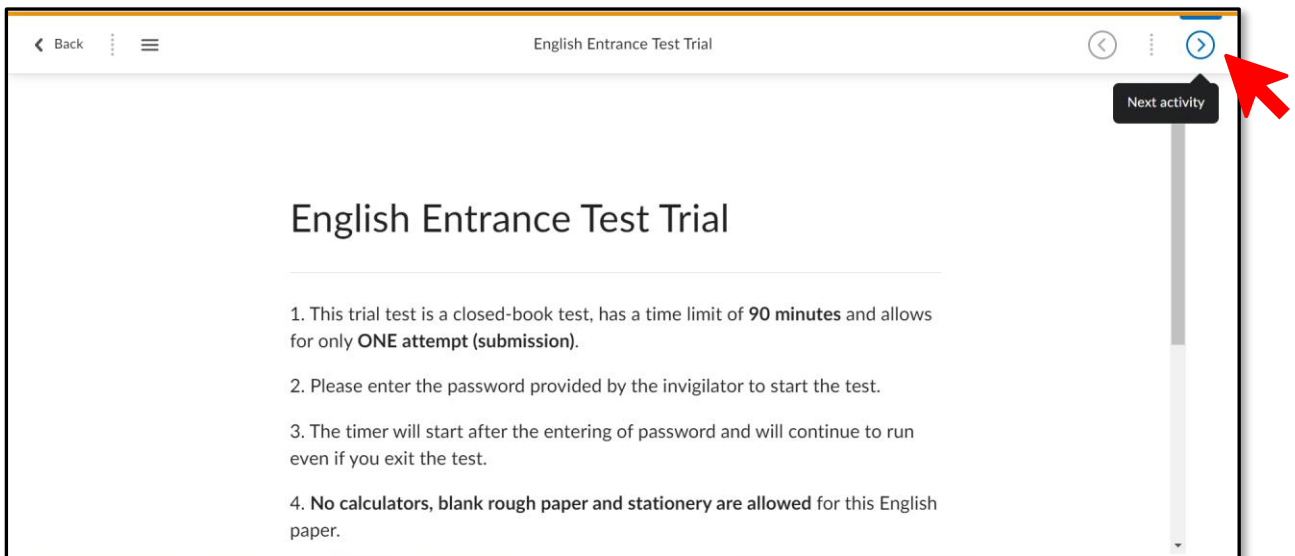 Back
English Entrance Test Trial
Next activity
English Entrance Test Trial
1. This trial test is a closed-book test, has a time limit of 90 minutes and allows
for only ONE attempt (submission).
2. Please enter the password provided by the invigilator to start the test.
3. The timer will start after the entering of password and will continue to run
even if you exit the test.
4. No calculators, blank rough paper and stationery are allowed for this English
paper.